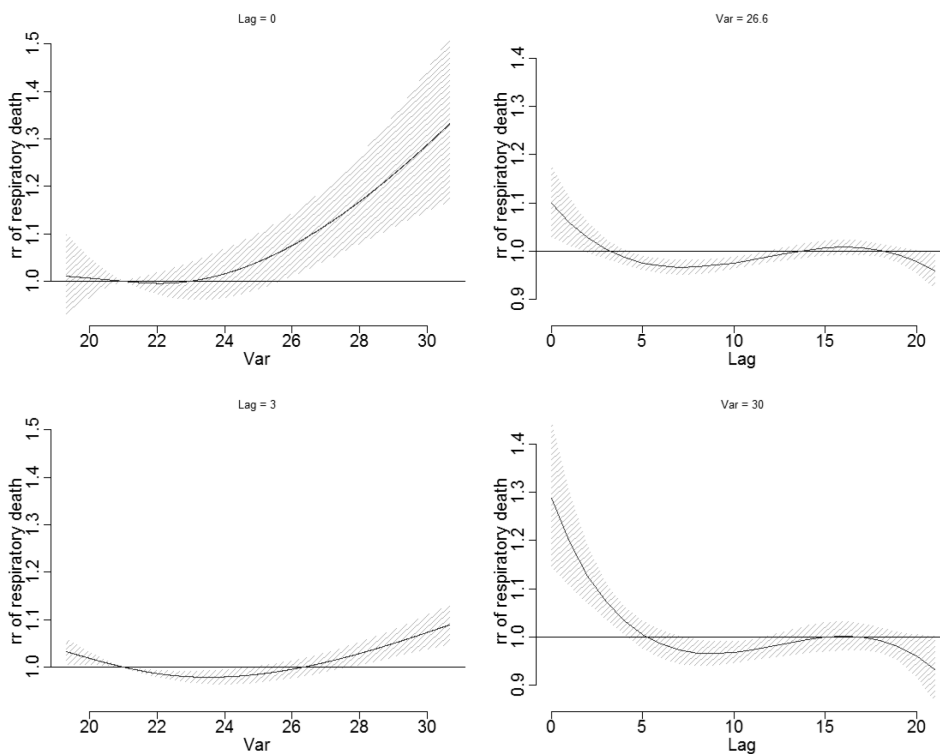 Lag = 0
rr of respiratory death
1.0 1.1 1.2 1.3 1.4 1.5
20 22 24 26 28 30
Var
Var = 26.6
rr of respiratory death
0.9 1.0 1.1 1.2 1.3 1.4
0 5 10 15 20
Lag
Lag = 3
rr of respiratory death
1.0 1.1 1.2 1.3 1.4 1.5
20 22 24 26 28 30
Var
Var = 30
rr of respiratory death
0.9 1.0 1.1 1.2 1.3 1.4
0 5 10 15 20
Lag